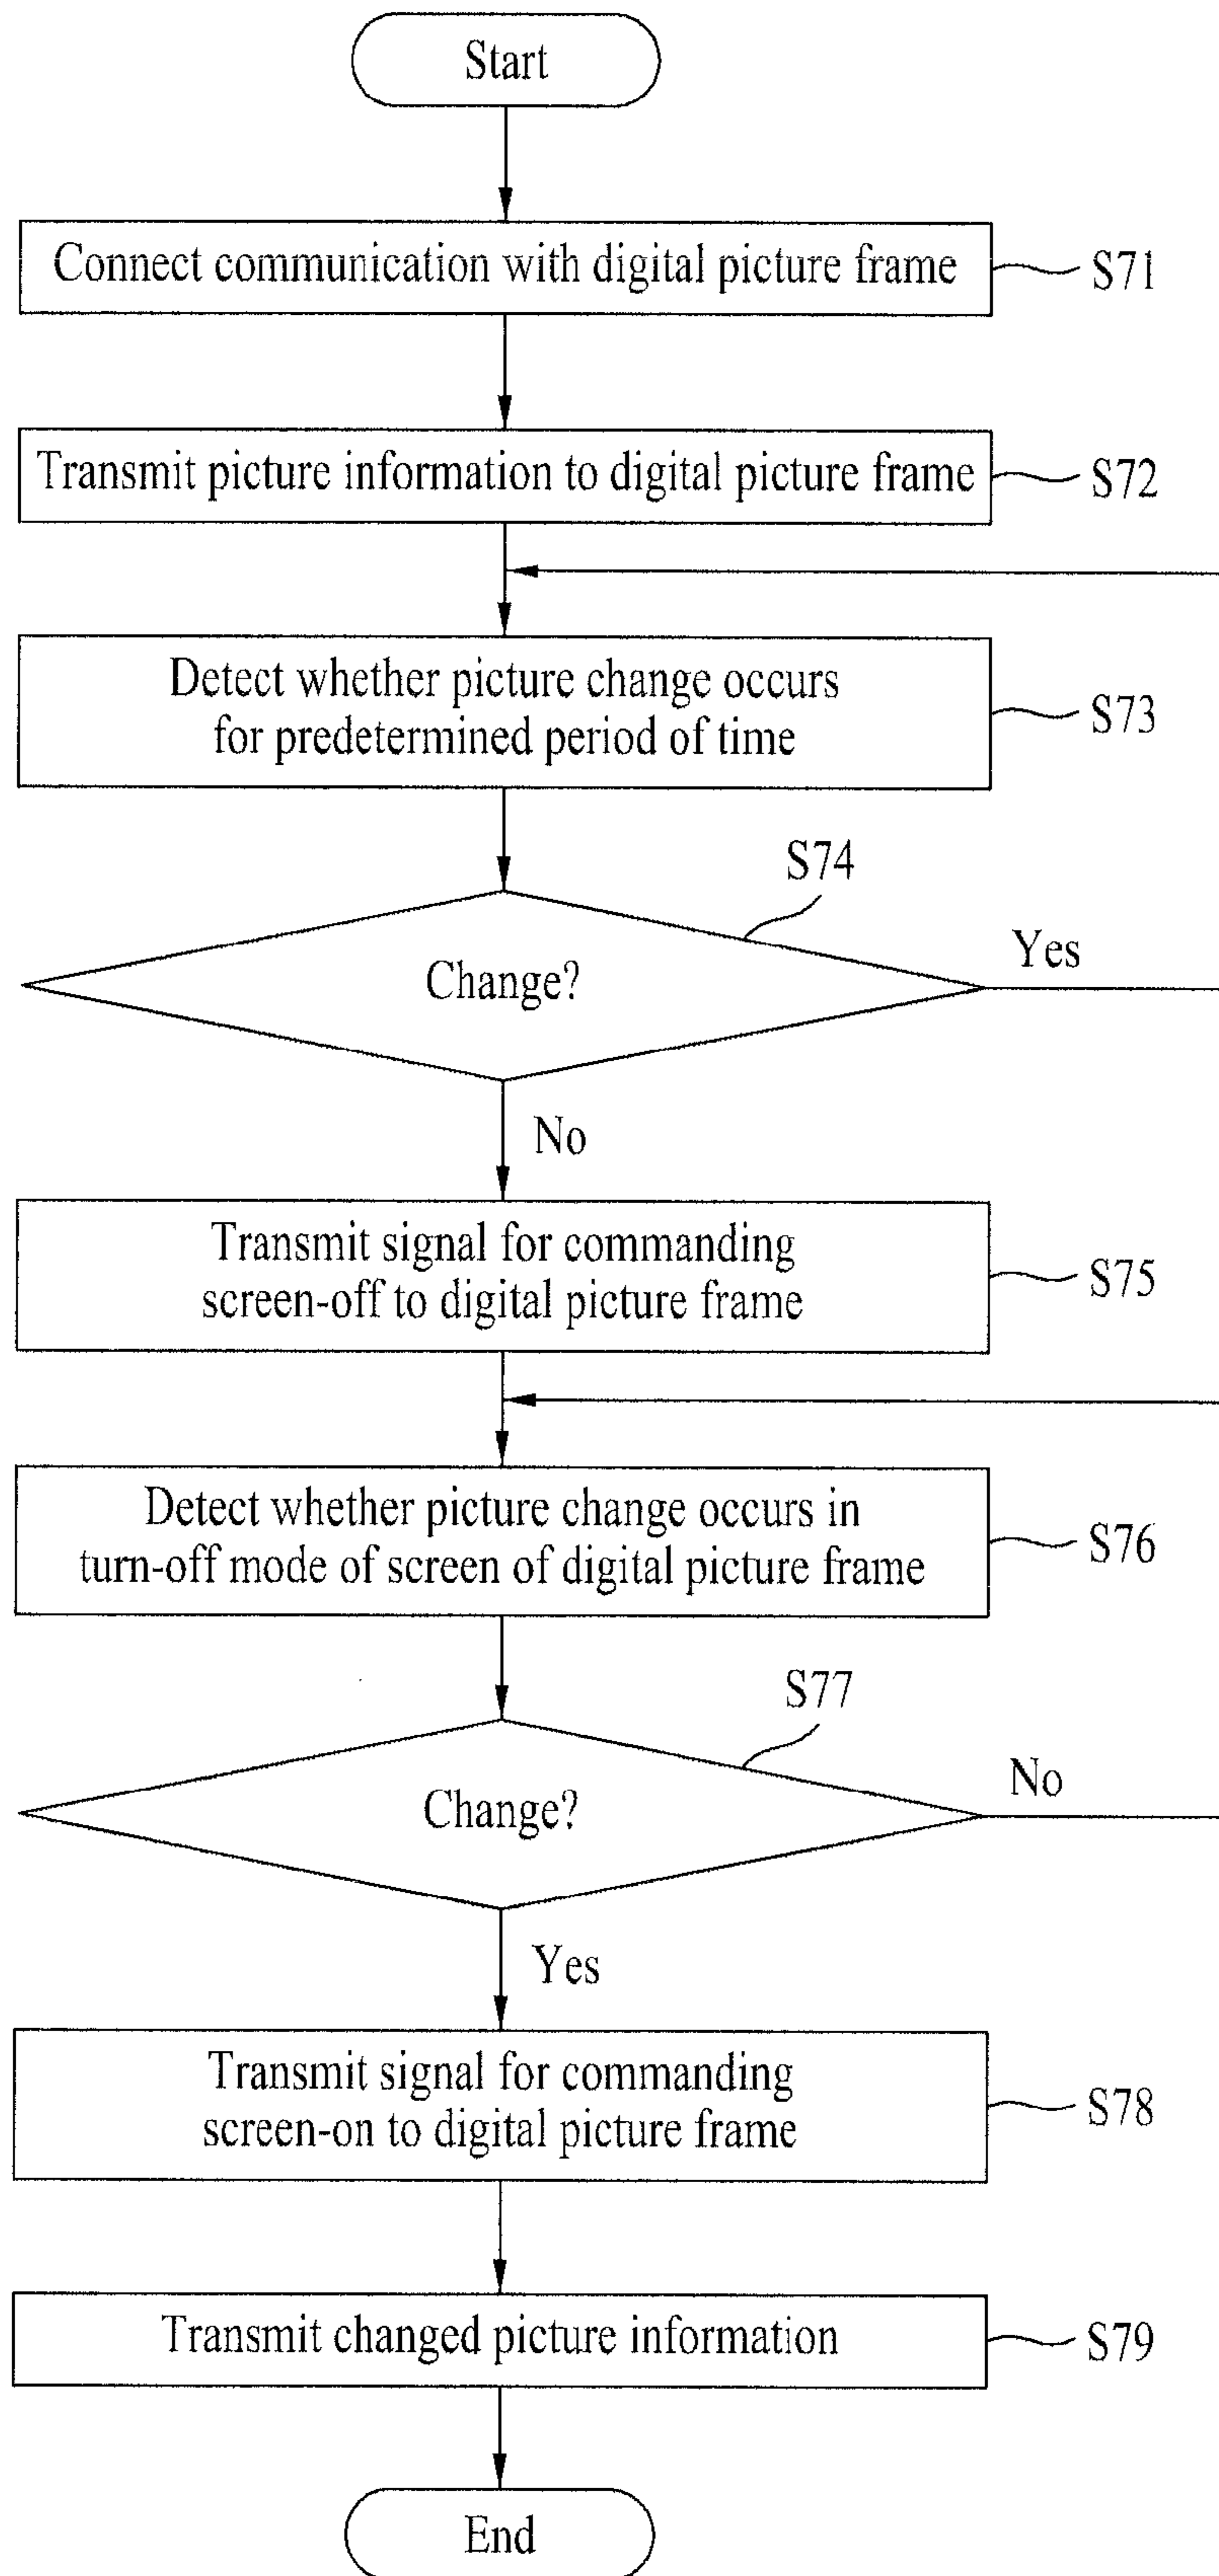 Start
Connect communication with digital picture frame
S71
Transmit picture information to digital picture frame
S72
Detect whether picture change occurs
for predetermined period of time
S73
S74
Change?
Yes
No
Transmit signal for commanding
screen-off to digital picture frame
S75
Detect whether picture change occurs in
turn-off mode of screen of digital picture frame
S76
S77
Change?
No
Yes
Transmit signal for commanding
screen-on to digital picture frame
S78
Transmit changed picture information
S79
End